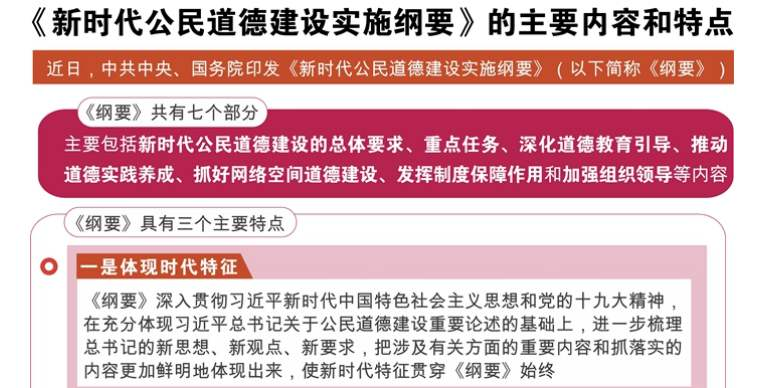 《新时代公民道德建设实施纲要》的主要内容和特点
近日，中共中央、国务院印发《新时代公民道德建设实施纲要》（以下简称《纲要》）
《纲要》共有七个部分
主要包括新时代公民道德建设的总体要求、重点任务、深化道德教育引导、推动
道德实践养成、抓好网络空间道德建设、发挥制度保障作用和加强组织领导等内容
《纲要》具有三个主要特点
一是体现时代特征
《纲要》深入贯彻习近平新时代中国特色社会主义思想和党的十九大精神，
在充分体现习近平总书记关于公民道德建设重要论述的基础上，进一步梳理
总书记的新思想、新观点、新要求，把涉及有关方面的重要内容和抓落实的
内容更加鲜明地体现出来，使新时代特征贯穿《纲要》始终